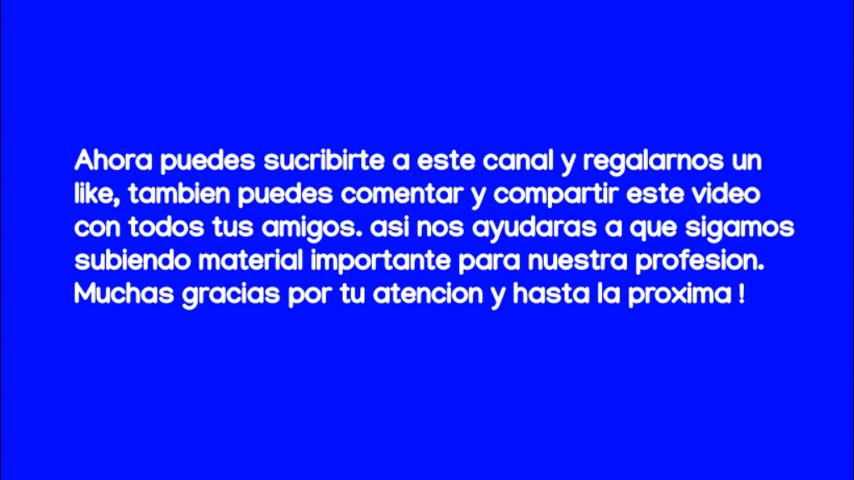 Ahora puedes sucribirte a este canal y regalarnos un
like, tambien puedes comentar y compartir este video
con todos tus amigos. asi nos ayudaras a que sigamos
subiendo material importante para nuestra profesion.
Muchas gracias por tu atencion y hasta la proxima !